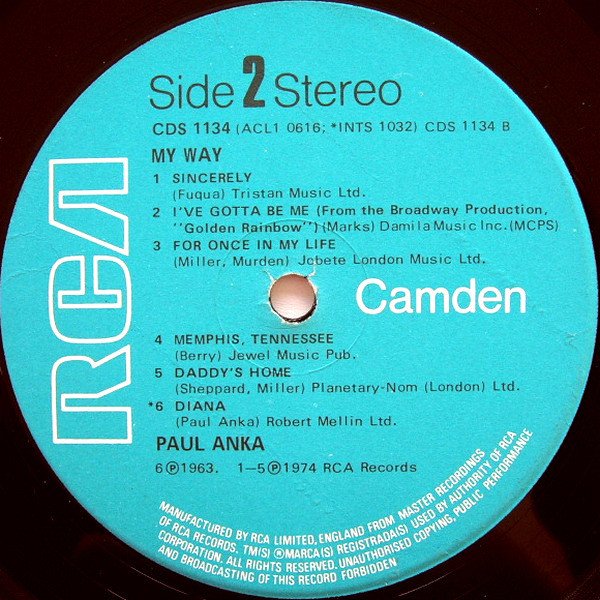 Side 2 Stereo
CDS 1134 (ACL1 0616; *INTS 1032) CDS 1134 B
MY WAY
1 SINCERELY
(Fuqua) Tristan Music Ltd.
2 I'VE GOTTA BE ME (From the Broadway Production,
''Golden Rainbow'') (Marks) Damila Music Inc. (MCPS)
3 FOR ONCE IN MY LIFE
(Miller, Murden) Jobete London Music Ltd.
RCA
Camden
4 MEMPHIS, TENNESSEE
(Berry) Jewel Music Pub.
5 DADDY'S HOME
(Sheppard, Miller) Planetary-Nom (London) Ltd.
*6 DIANA
(Paul Anka) Robert Mellin Ltd.
PAUL ANKA
6 Ⓟ 1963. 1–5 Ⓟ 1974 RCA Records
MANUFACTURED BY RCA LIMITED, ENGLAND FROM MASTER RECORDINGS
OF RCA RECORDS. TM(S) ® MARCA(S) REGISTRADA(S) USED BY AUTHORITY OF RCA
CORPORATION. ALL RIGHTS RESERVED. UNAUTHORISED COPYING, PUBLIC PERFORMANCE
AND BROADCASTING OF THIS RECORD FORBIDDEN